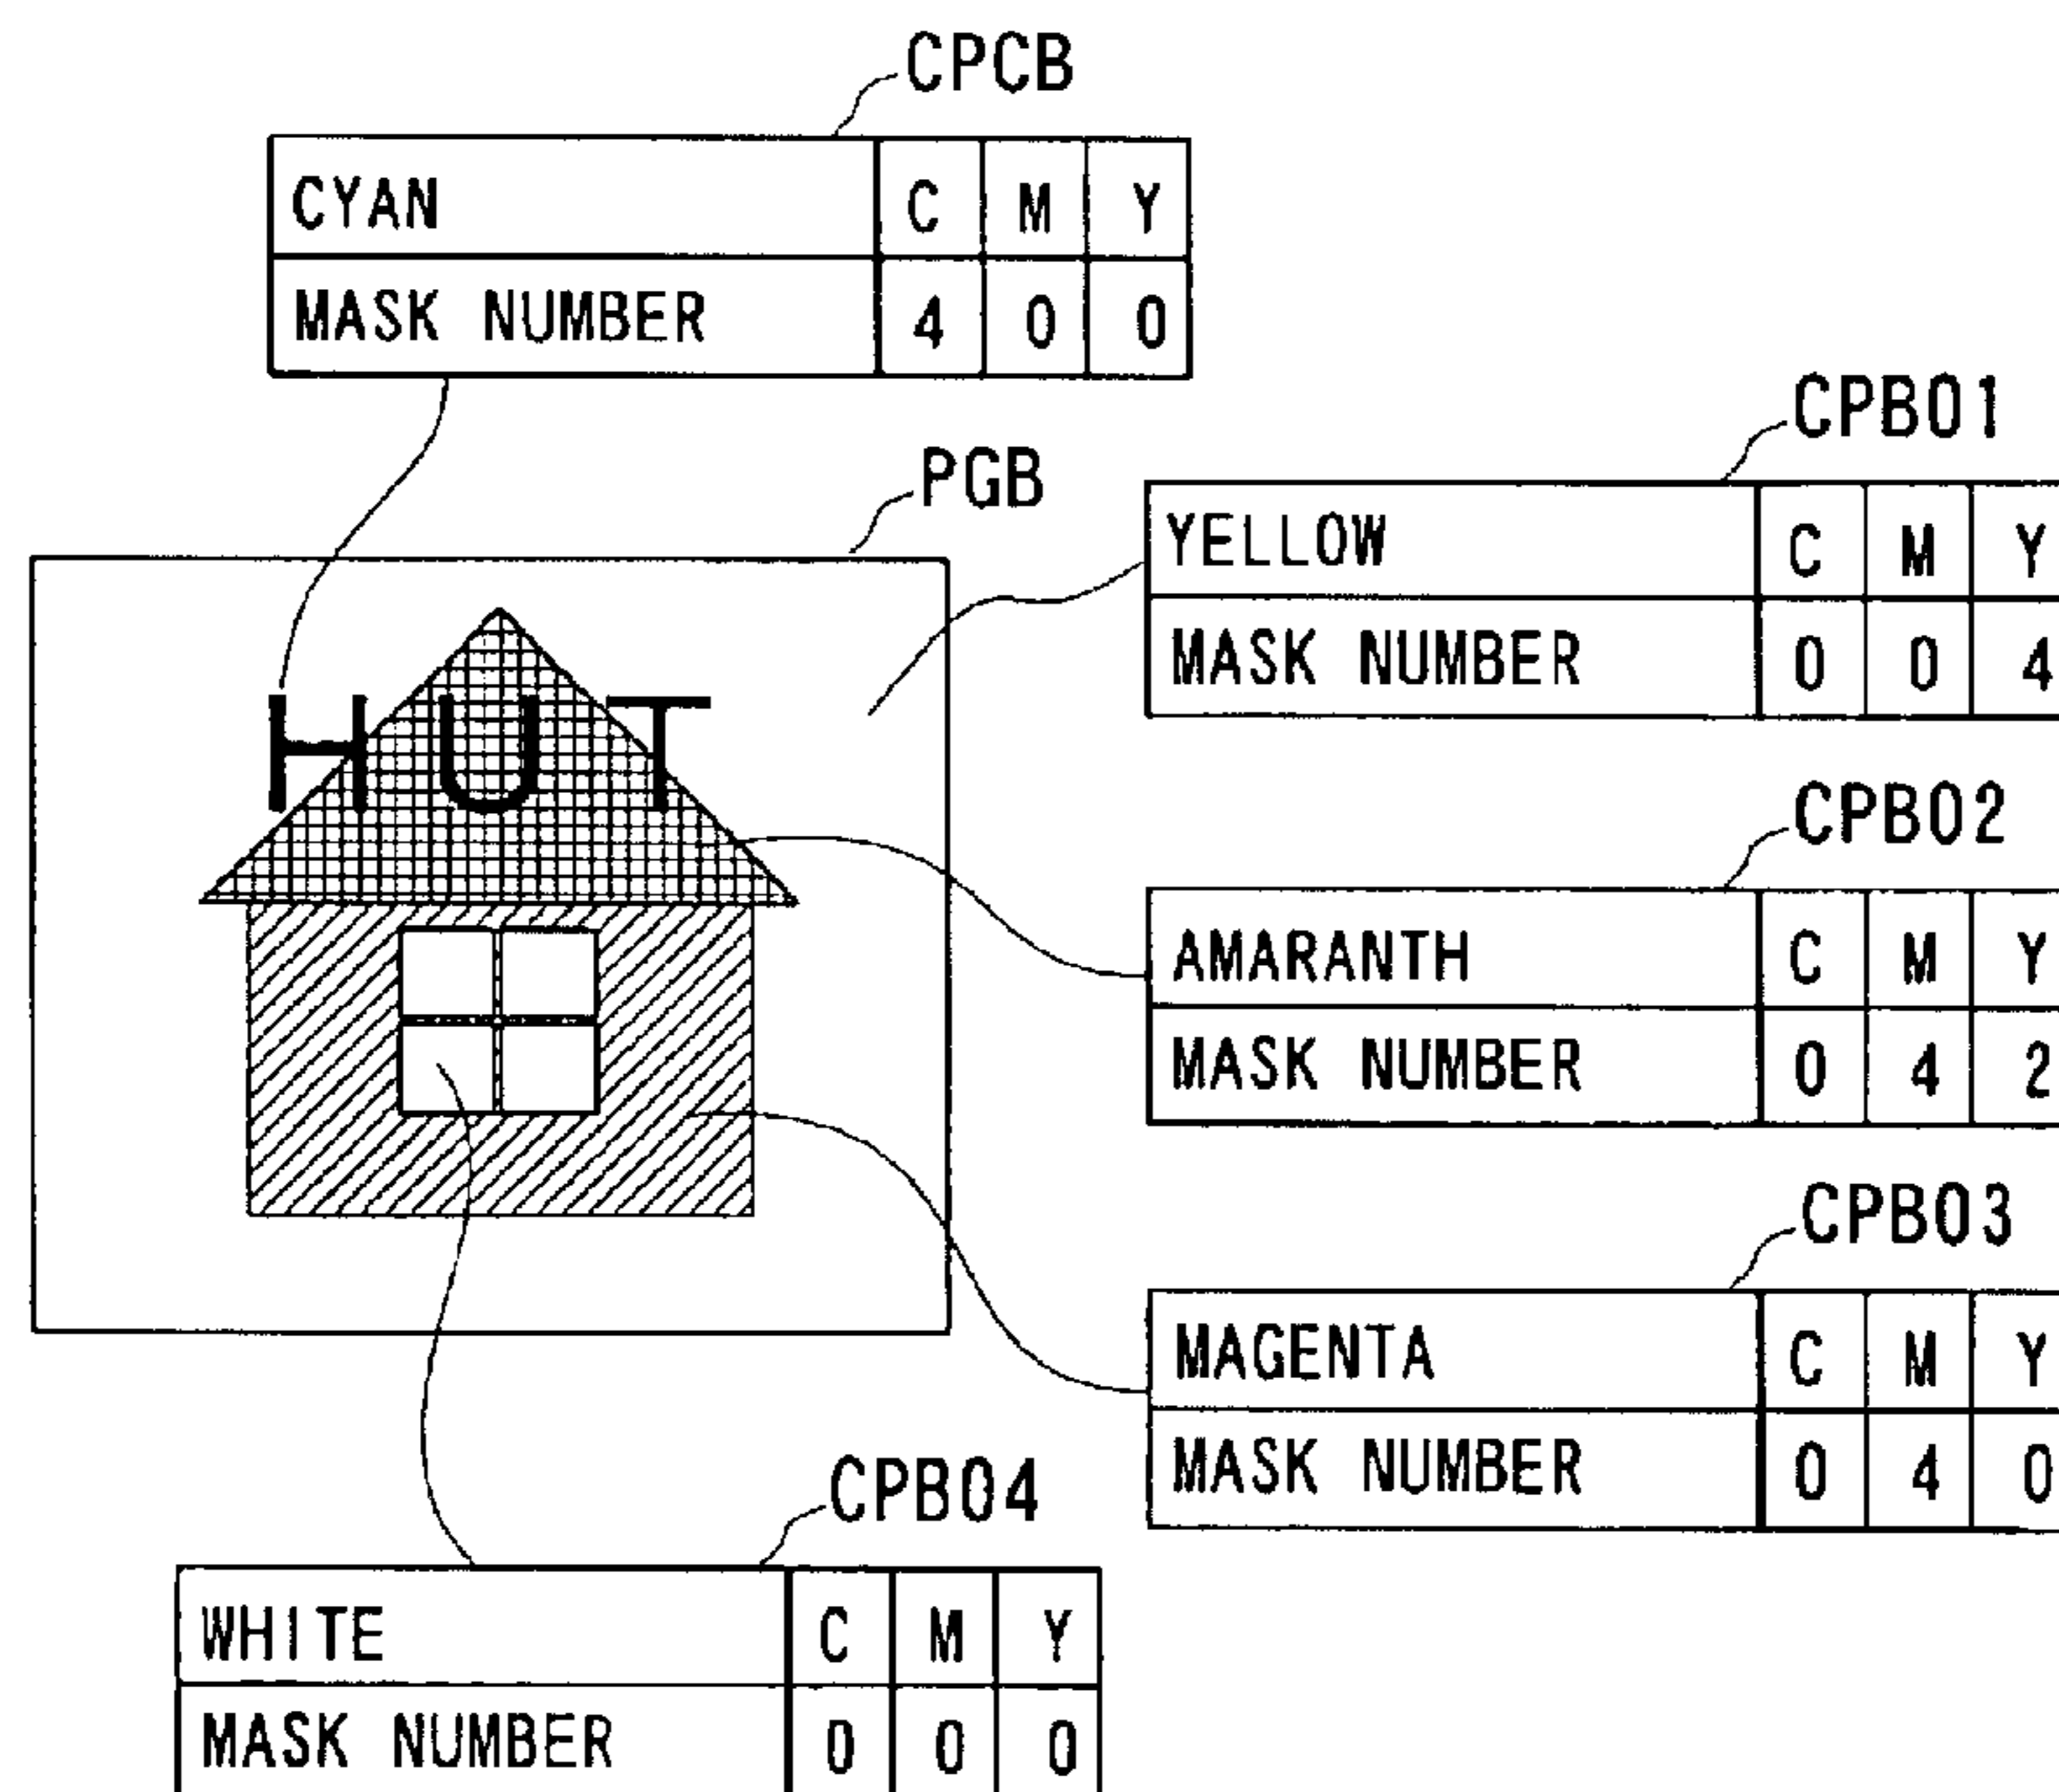 CPCB
CYAN C M Y
MASK NUMBER 4 0 0
PGB
CPB01
YELLOW C M Y
MASK NUMBER 0 0 4
HUT
CPB02
AMARANTH C M Y
MASK NUMBER 0 4 2
CPB03
MAGENTA C M Y
MASK NUMBER 0 4 0
CPB04
WHITE C M Y
MASK NUMBER 0 0 0